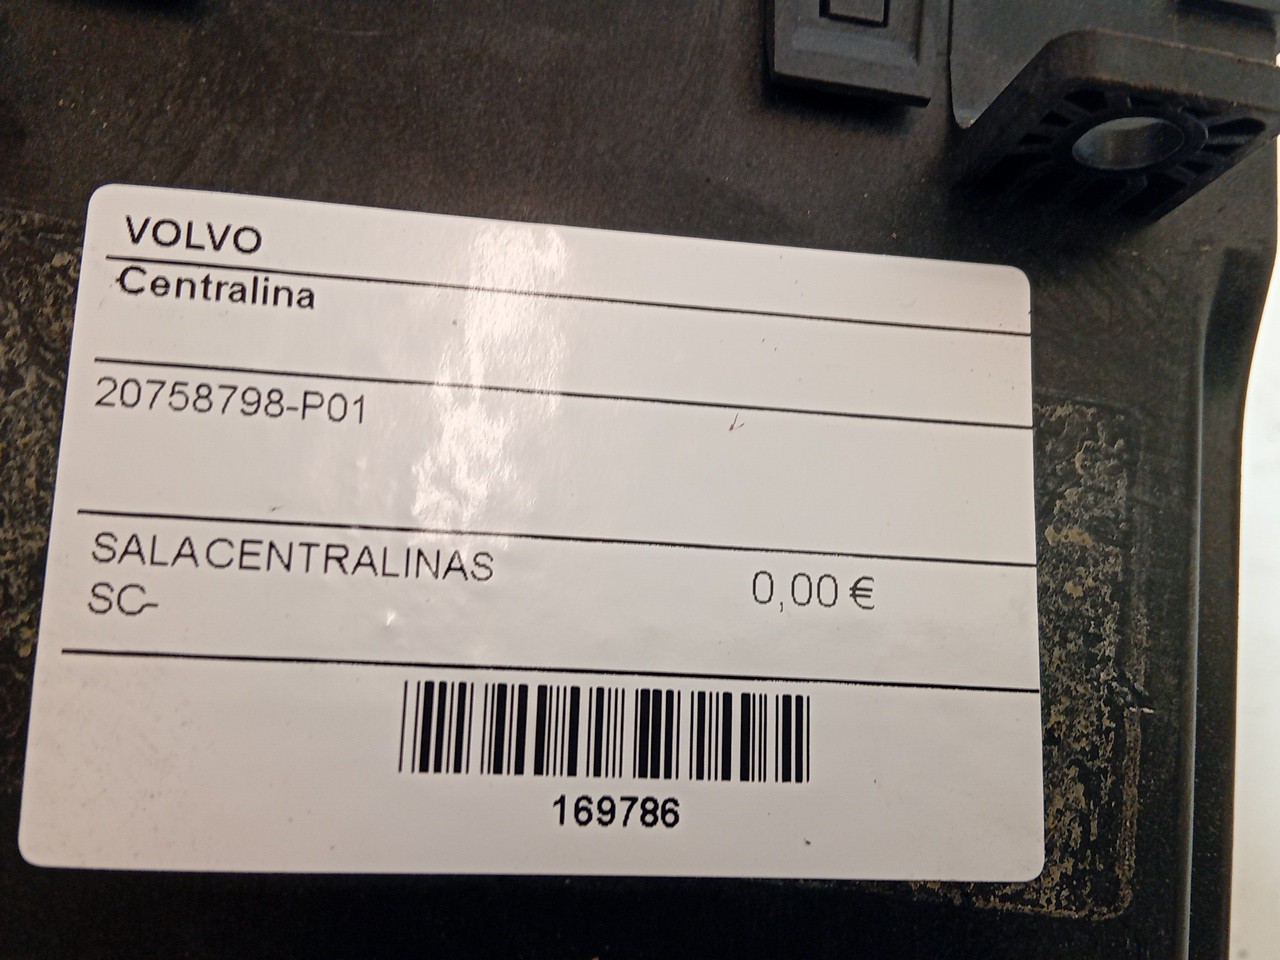 VOLVO
Centralina
20758798-P01
SALACENTRALINAS
0,00 €
SC-
169786